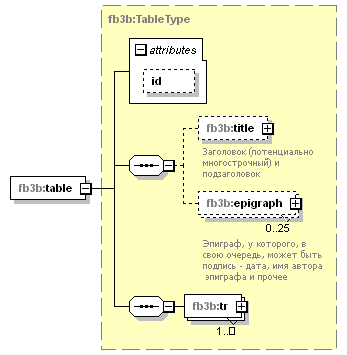 fb3b:TableType
attributes
id
fb3b:title
Заголовок (потенциально
многострочный) и
подзаголовок
fb3b:table
fb3b:epigraph
0..25
Эпиграф, у которого, в
свою очередь, может быть
подпись - дата, имя автора
эпиграфа и прочее
fb3b:tr
1..0